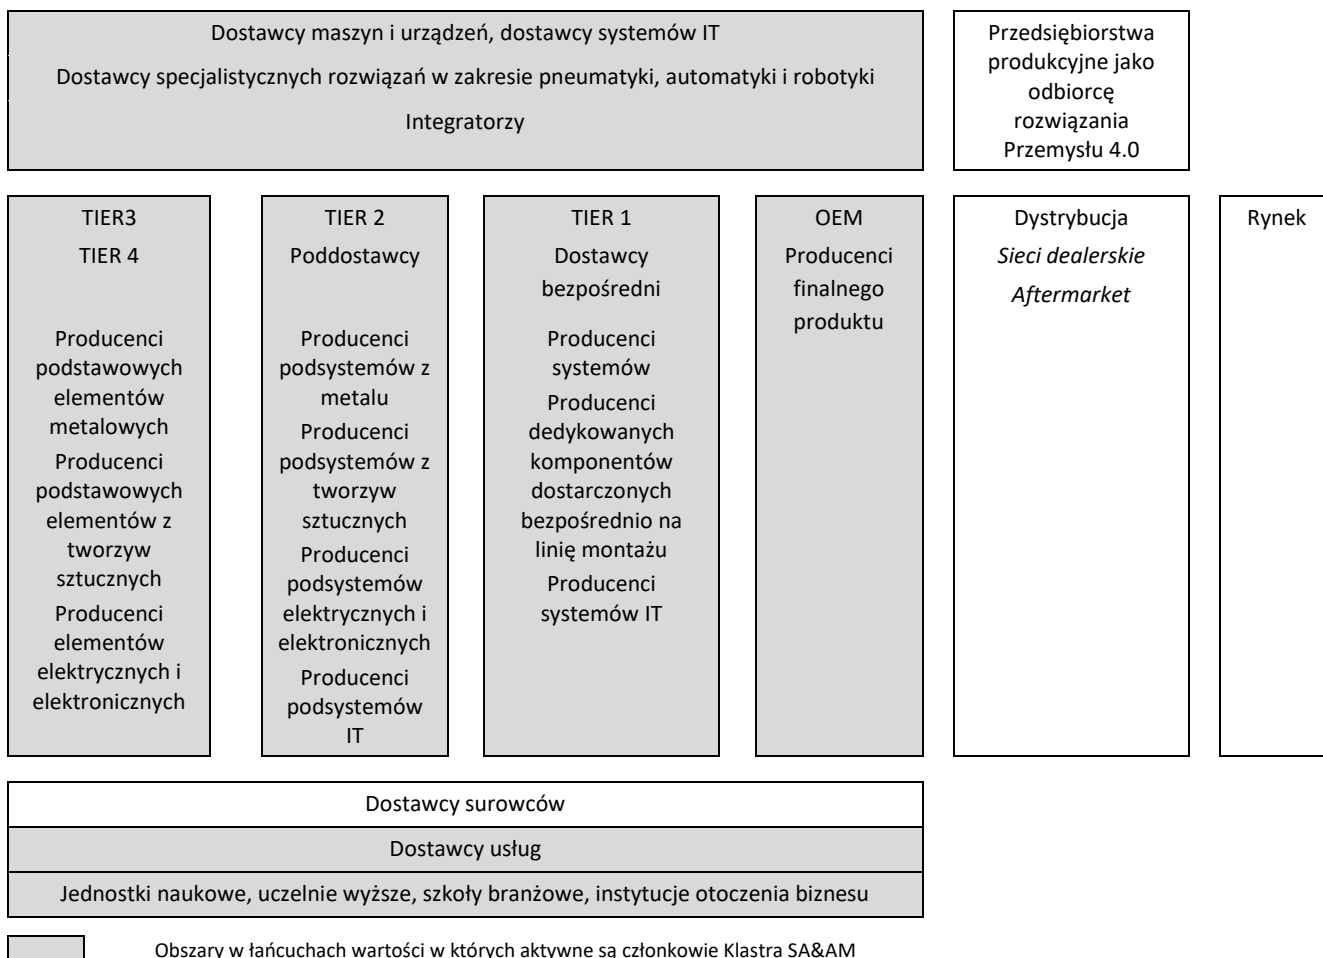 Dostawcy maszyn i urządzeń, dostawcy systemów IT
Dostawcy specjalistycznych rozwiązań w zakresie pneumatyki, automatyki i robotyki
Integratorzy
Przedsiębiorstwa
produkcyjne jako
odbiorcę
rozwiązania
Przemysłu 4.0
TIER3
TIER 4
Producenci
podstawowych
elementów
metalowych
Producenci
podstawowych
elementów z
tworzyw
sztucznych
Producenci
elementów
elektrycznych i
elektronicznych
TIER 2
Poddostawcy
Producenci
podsystemów z
metalu
Producenci
podsystemów z
tworzyw
sztucznych
Producenci
podsystemów
elektrycznych i
elektronicznych
Producenci
podsystemów
IT
TIER 1
Dostawcy
bezpośredni
Producenci
systemów
Producenci
dedykowanych
komponentów
dostarczonych
bezpośrednio na
linię montażu
Producenci
systemów IT
OEM
Producenci
finalnego
produktu
Dystrybucja
Sieci dealerskie
Aftermarket
Rynek
Dostawcy surowców
Dostawcy usług
Jednostki naukowe, uczelnie wyższe, szkoły branżowe, instytucje otoczenia biznesu
Obszary w łańcuchach wartości w których aktywne są członkowie Klastra SA&AM